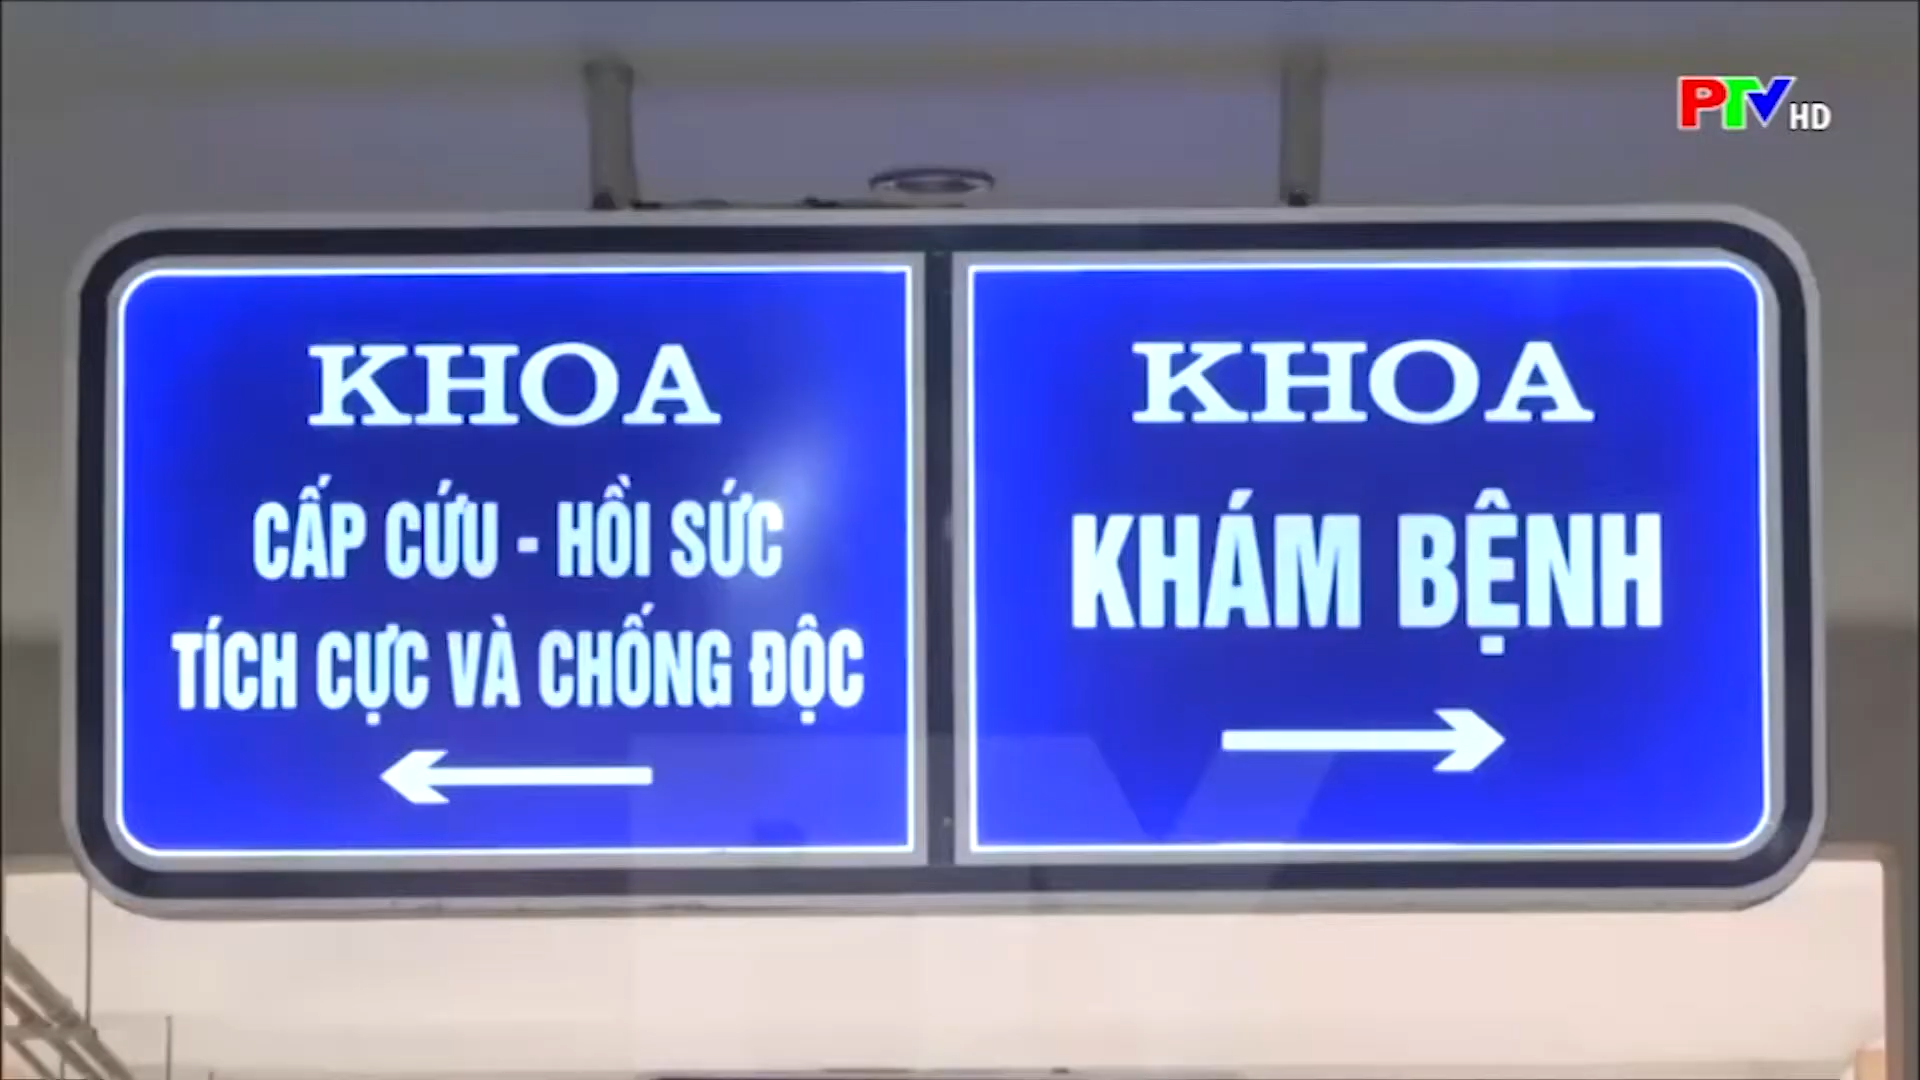 PTV HD
KHOA
CẤP CỨU - HỒI SỨC
TÍCH CỰC VÀ CHỐNG ĐỘC
KHOA
KHÁM BỆNH